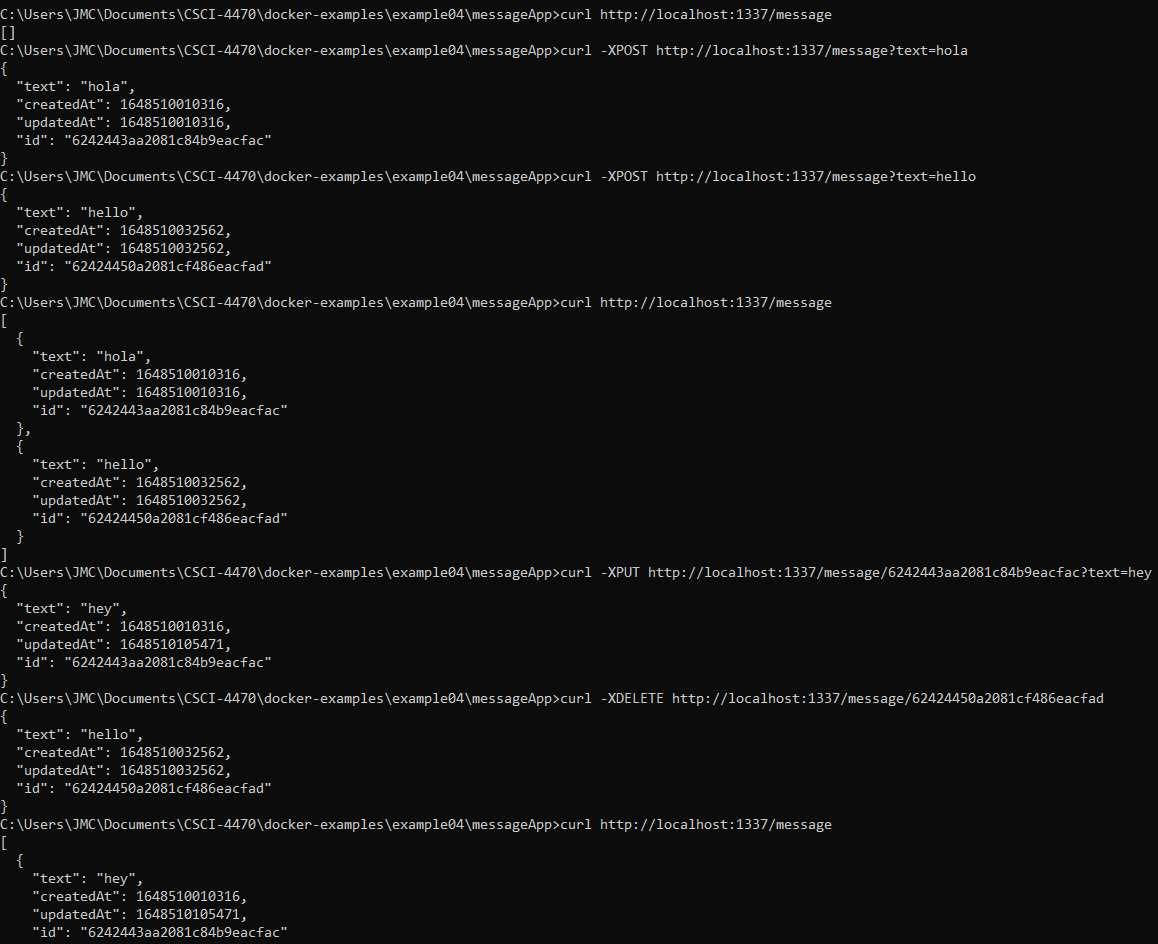 C:\Users\JMC\Documents\CSCI-4470\docker-examples\example04\messageApp>curl http://localhost:1337/message
[]
C:\Users\JMC\Documents\CSCI-4470\docker-examples\example04\messageApp>curl -XPOST http://localhost:1337/message?text=hola
{
  "text": "hola",
  "createdAt": 1648510010316,
  "updatedAt": 1648510010316,
  "id": "6242443aa2081c84b9eacfac"
}
C:\Users\JMC\Documents\CSCI-4470\docker-examples\example04\messageApp>curl -XPOST http://localhost:1337/message?text=hello
{
  "text": "hello",
  "createdAt": 1648510032562,
  "updatedAt": 1648510032562,
  "id": "62424450a2081cf486eacfad"
}
C:\Users\JMC\Documents\CSCI-4470\docker-examples\example04\messageApp>curl http://localhost:1337/message
[
  {
    "text": "hola",
    "createdAt": 1648510010316,
    "updatedAt": 1648510010316,
    "id": "6242443aa2081c84b9eacfac"
  },
  {
    "text": "hello",
    "createdAt": 1648510032562,
    "updatedAt": 1648510032562,
    "id": "62424450a2081cf486eacfad"
  }
]
C:\Users\JMC\Documents\CSCI-4470\docker-examples\example04\messageApp>curl -XPUT http://localhost:1337/message/6242443aa2081c84b9eacfac?text=hey
{
  "text": "hey",
  "createdAt": 1648510010316,
  "updatedAt": 1648510105471,
  "id": "6242443aa2081c84b9eacfac"
}
C:\Users\JMC\Documents\CSCI-4470\docker-examples\example04\messageApp>curl -XDELETE http://localhost:1337/message/62424450a2081cf486eacfad
{
  "text": "hello",
  "createdAt": 1648510032562,
  "updatedAt": 1648510032562,
  "id": "62424450a2081cf486eacfad"
}
C:\Users\JMC\Documents\CSCI-4470\docker-examples\example04\messageApp>curl http://localhost:1337/message
[
  {
    "text": "hey",
    "createdAt": 1648510010316,
    "updatedAt": 1648510105471,
    "id": "6242443aa2081c84b9eacfac"